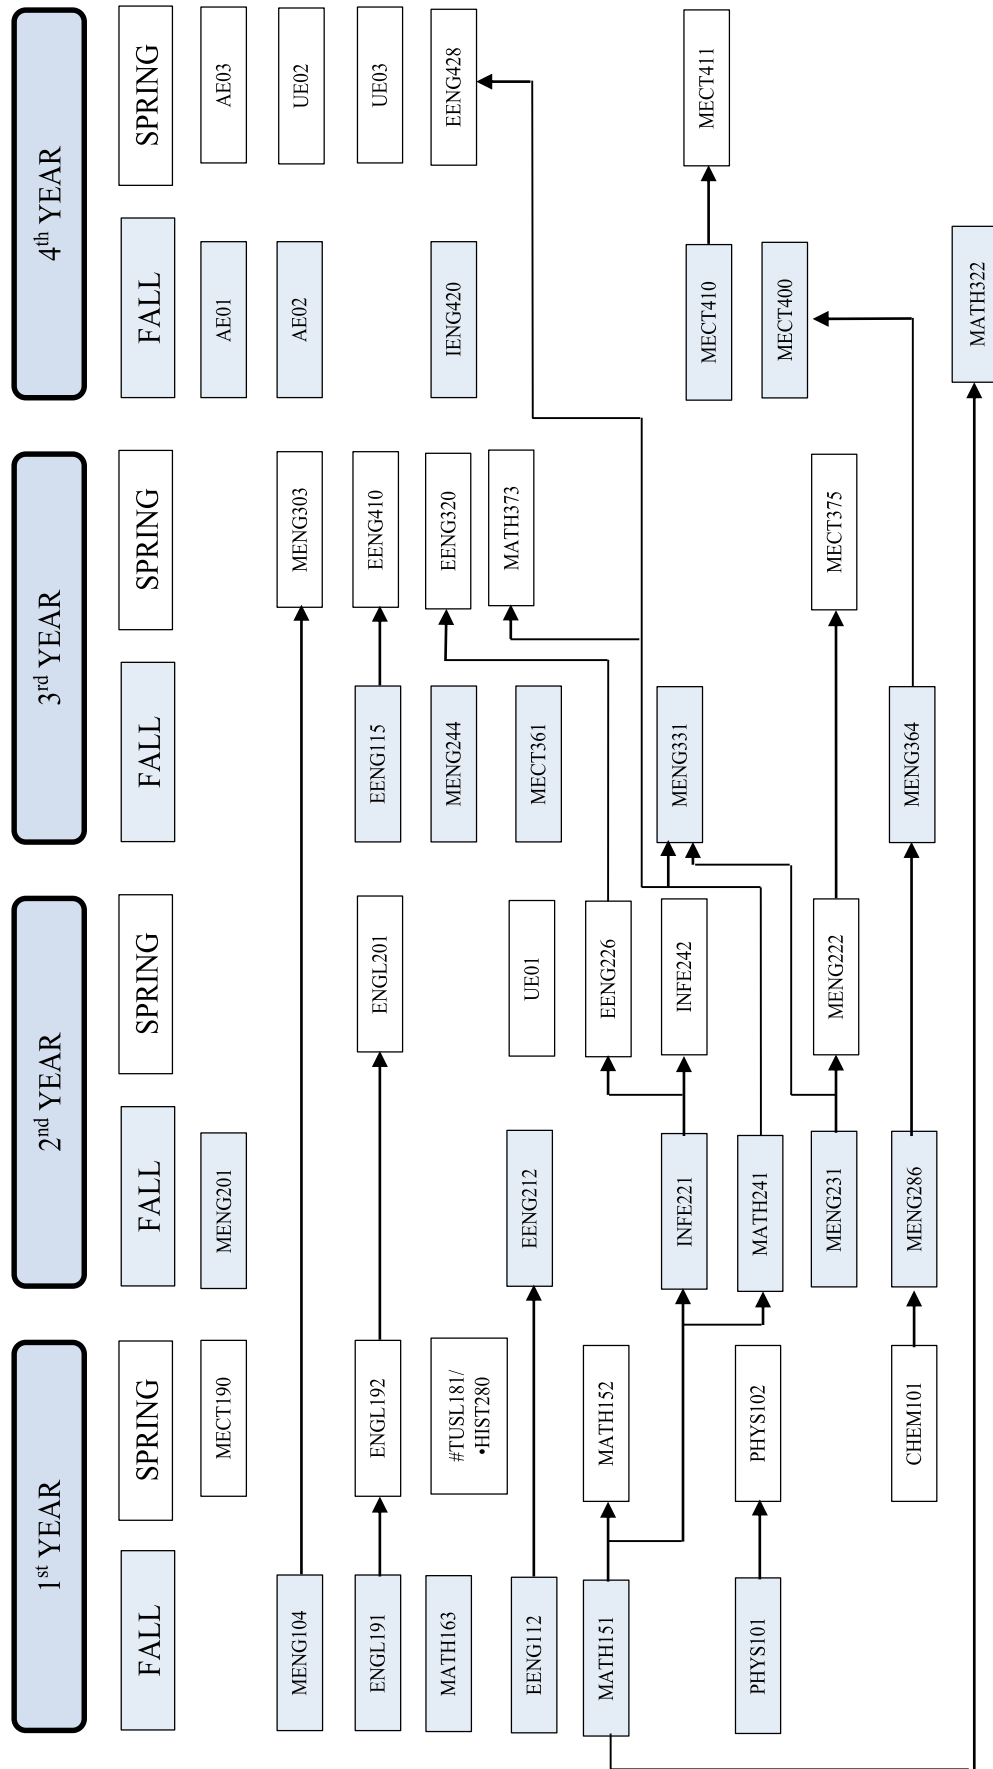 1st YEAR
2nd YEAR
3rd YEAR
4th YEAR
FALL
SPRING
FALL
SPRING
FALL
SPRING
FALL
SPRING
MECT190
MENG201
AE01
AE03
MENG104
MENG303
AE02
UE02
ENGL191
ENGL192
ENGL201
EENG115
EENG410
UE03
MATH163
#TUSL181/
•HIST280
MENG244
EENG320
IENG420
EENG428
EENG112
EENG212
UE01
MECT361
MATH373
MATH151
MATH152
EENG226
INFE221
INFE242
MENG331
MECT410
MECT411
PHYS101
PHYS102
MATH241
MECT400
MENG231
MENG222
MECT375
CHEM101
MENG286
MENG364
MATH322